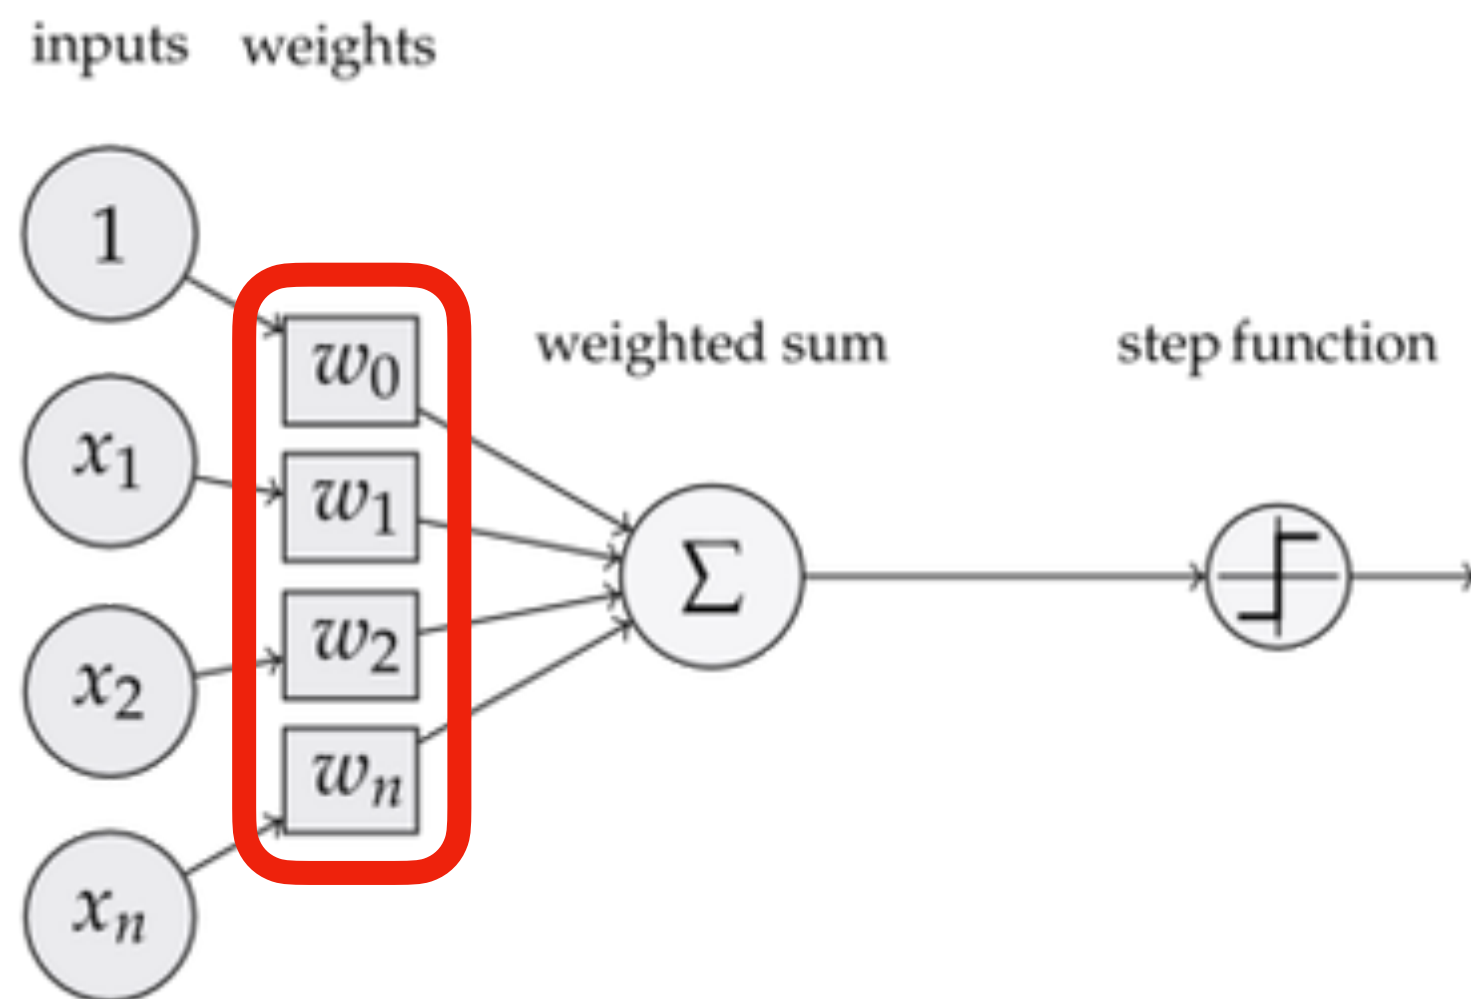 inputs weights
1
w0
x1
w1
weighted sum
step function
Σ
x2
w2
wn
xn